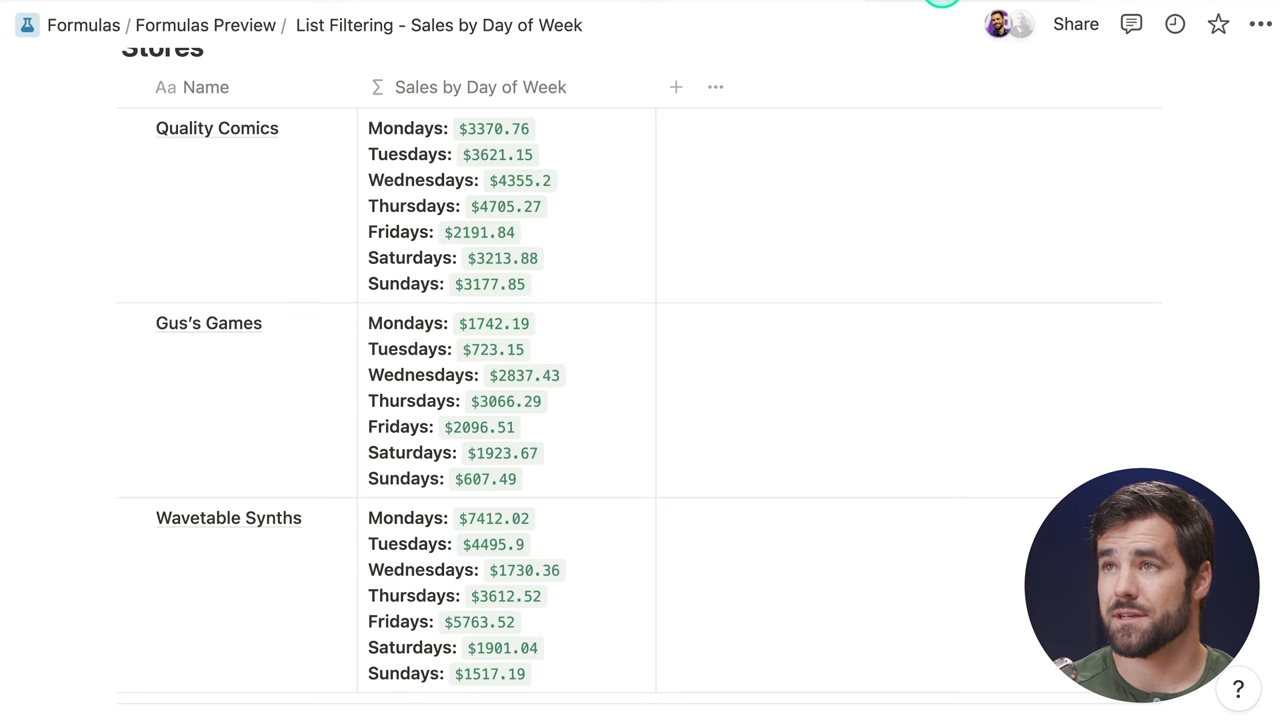 Formulas / Formulas Preview / List Filtering - Sales by Day of Week
Share
Stores
Aa Name
Σ Sales by Day of Week
Quality Comics
Mondays: $3370.76
Tuesdays: $3621.15
Wednesdays: $4355.2
Thursdays: $4705.27
Fridays: $2191.84
Saturdays: $3213.88
Sundays: $3177.85
Gus’s Games
Mondays: $1742.19
Tuesdays: $723.15
Wednesdays: $2837.43
Thursdays: $3066.29
Fridays: $2096.51
Saturdays: $1923.67
Sundays: $607.49
Wavetable Synths
Mondays: $7412.02
Tuesdays: $4495.9
Wednesdays: $1730.36
Thursdays: $3612.52
Fridays: $5763.52
Saturdays: $1901.04
Sundays: $1517.19
?